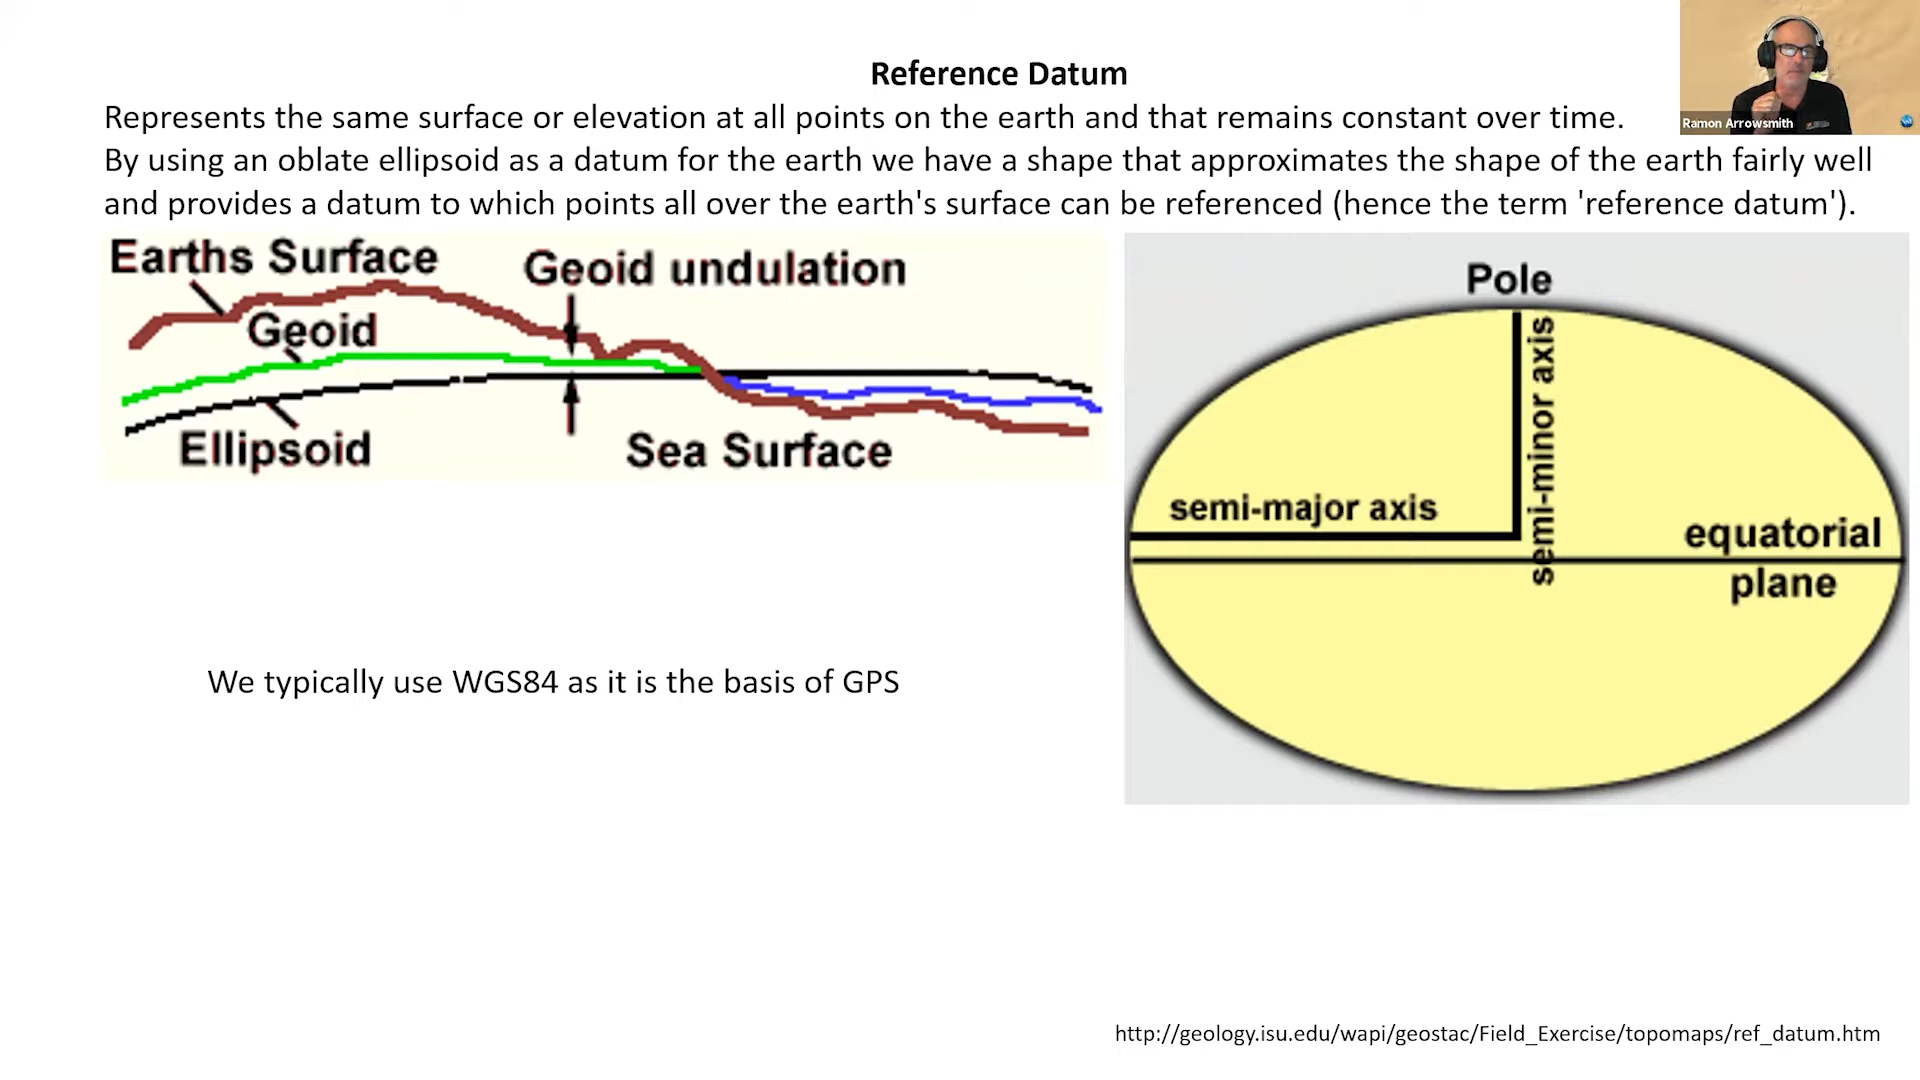 Reference Datum
Represents the same surface or elevation at all points on the earth and that remains constant over time.
By using an oblate ellipsoid as a datum for the earth we have a shape that approximates the shape of the earth fairly well
and provides a datum to which points all over the earth's surface can be referenced (hence the term 'reference datum').
Ramon Arrowsmith
Earths Surface
Geoid undulation
Geoid
Ellipsoid
Sea Surface
Pole
semi-minor axis
semi-major axis
equatorial
plane
We typically use WGS84 as it is the basis of GPS
http://geology.isu.edu/wapi/geostac/Field_Exercise/topomaps/ref_datum.htm